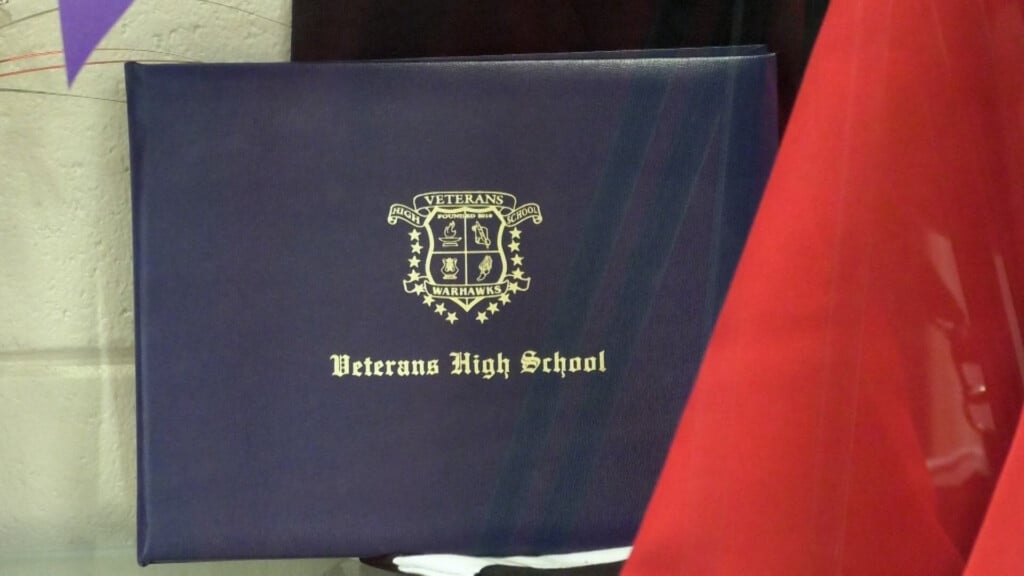 VETERANS
HIGH SCHOOL
FOUNDED 2010
WARHAWKS
Veterans High School